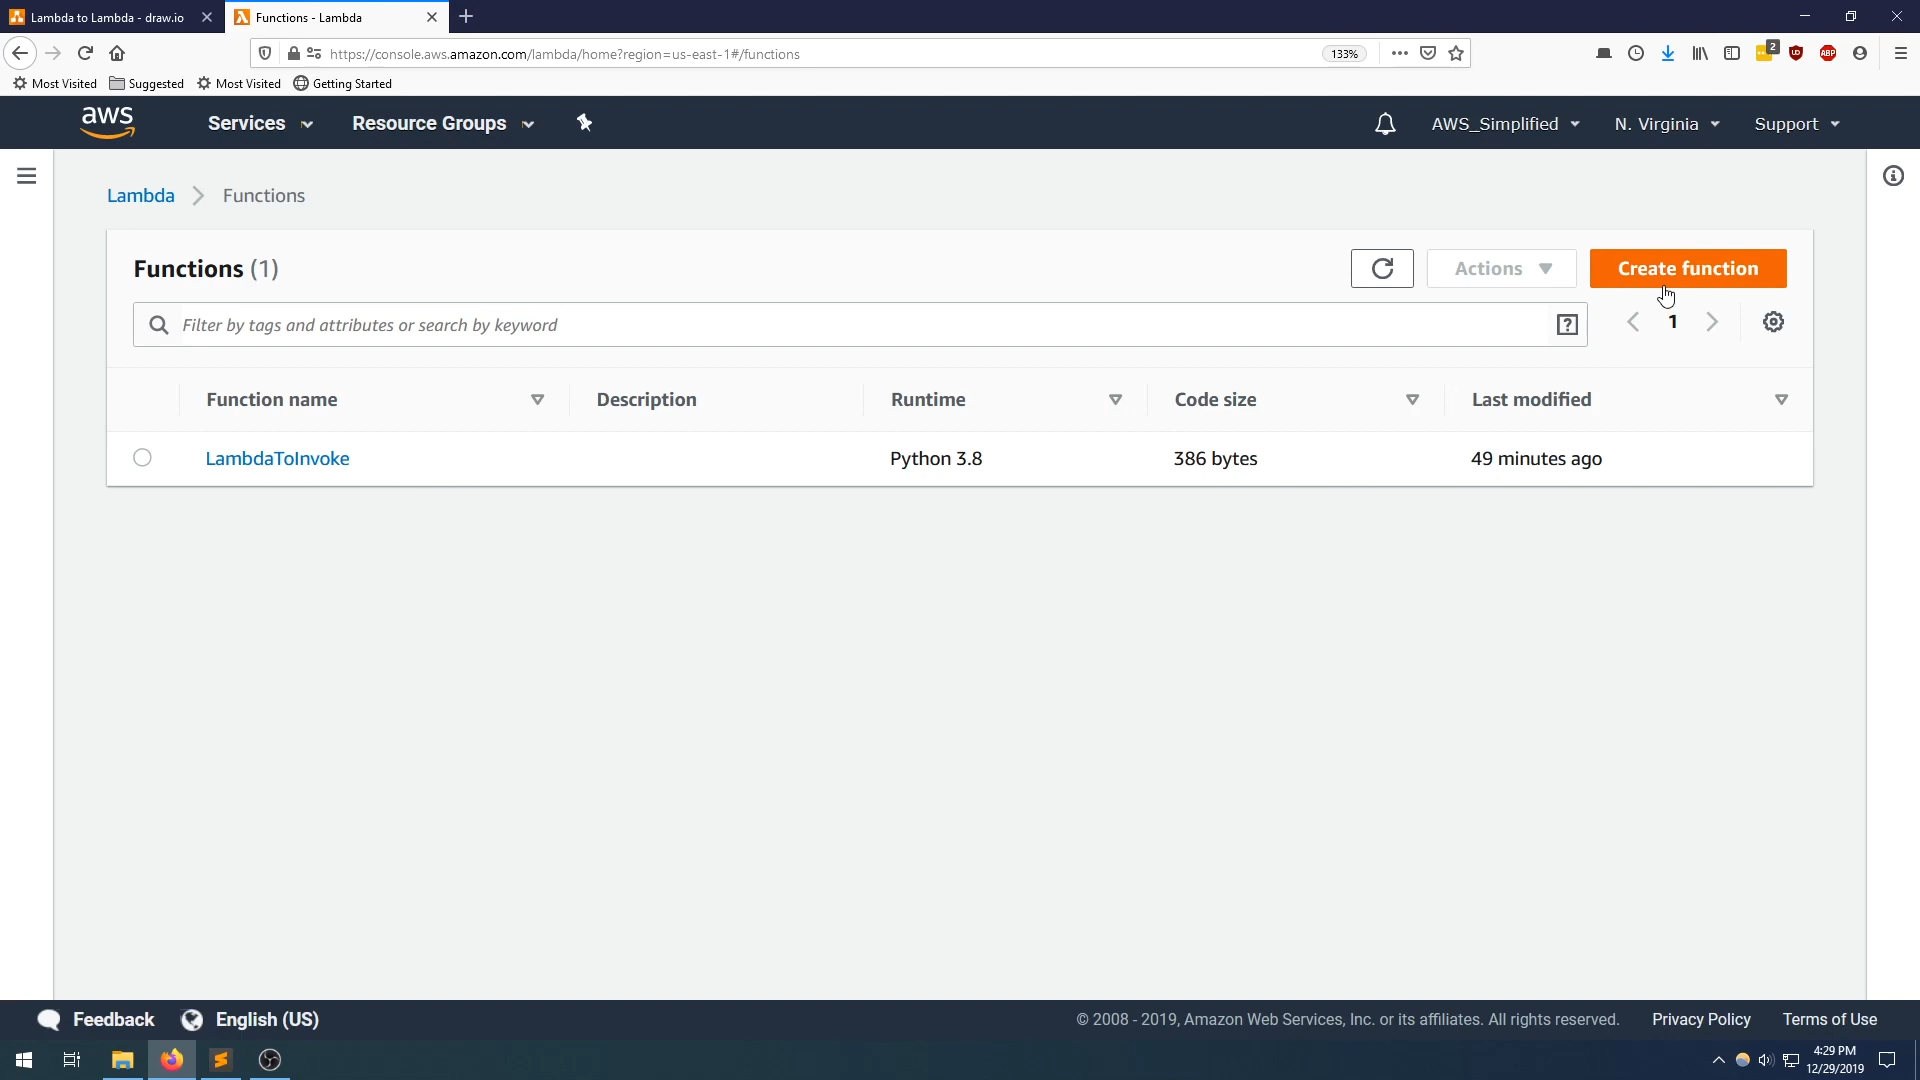 Lambda to Lambda - draw.io
Functions - Lambda
https://console.aws.amazon.com/lambda/home?region=us-east-1#/functions
133%
2
UO
ABP
Most Visited
Suggested
Most Visited
Getting Started
aws
Services
Resource Groups
AWS_Simplified
N. Virginia
Support
Lambda
Functions
Functions (1)
Actions
Create function
Filter by tags and attributes or search by keyword
1
Function name
Description
Runtime
Code size
Last modified
LambdaToInvoke
Python 3.8
386 bytes
49 minutes ago
Feedback
English (US)
© 2008 - 2019, Amazon Web Services, Inc. or its affiliates. All rights reserved.
Privacy Policy
Terms of Use
4:29 PM
12/29/2019